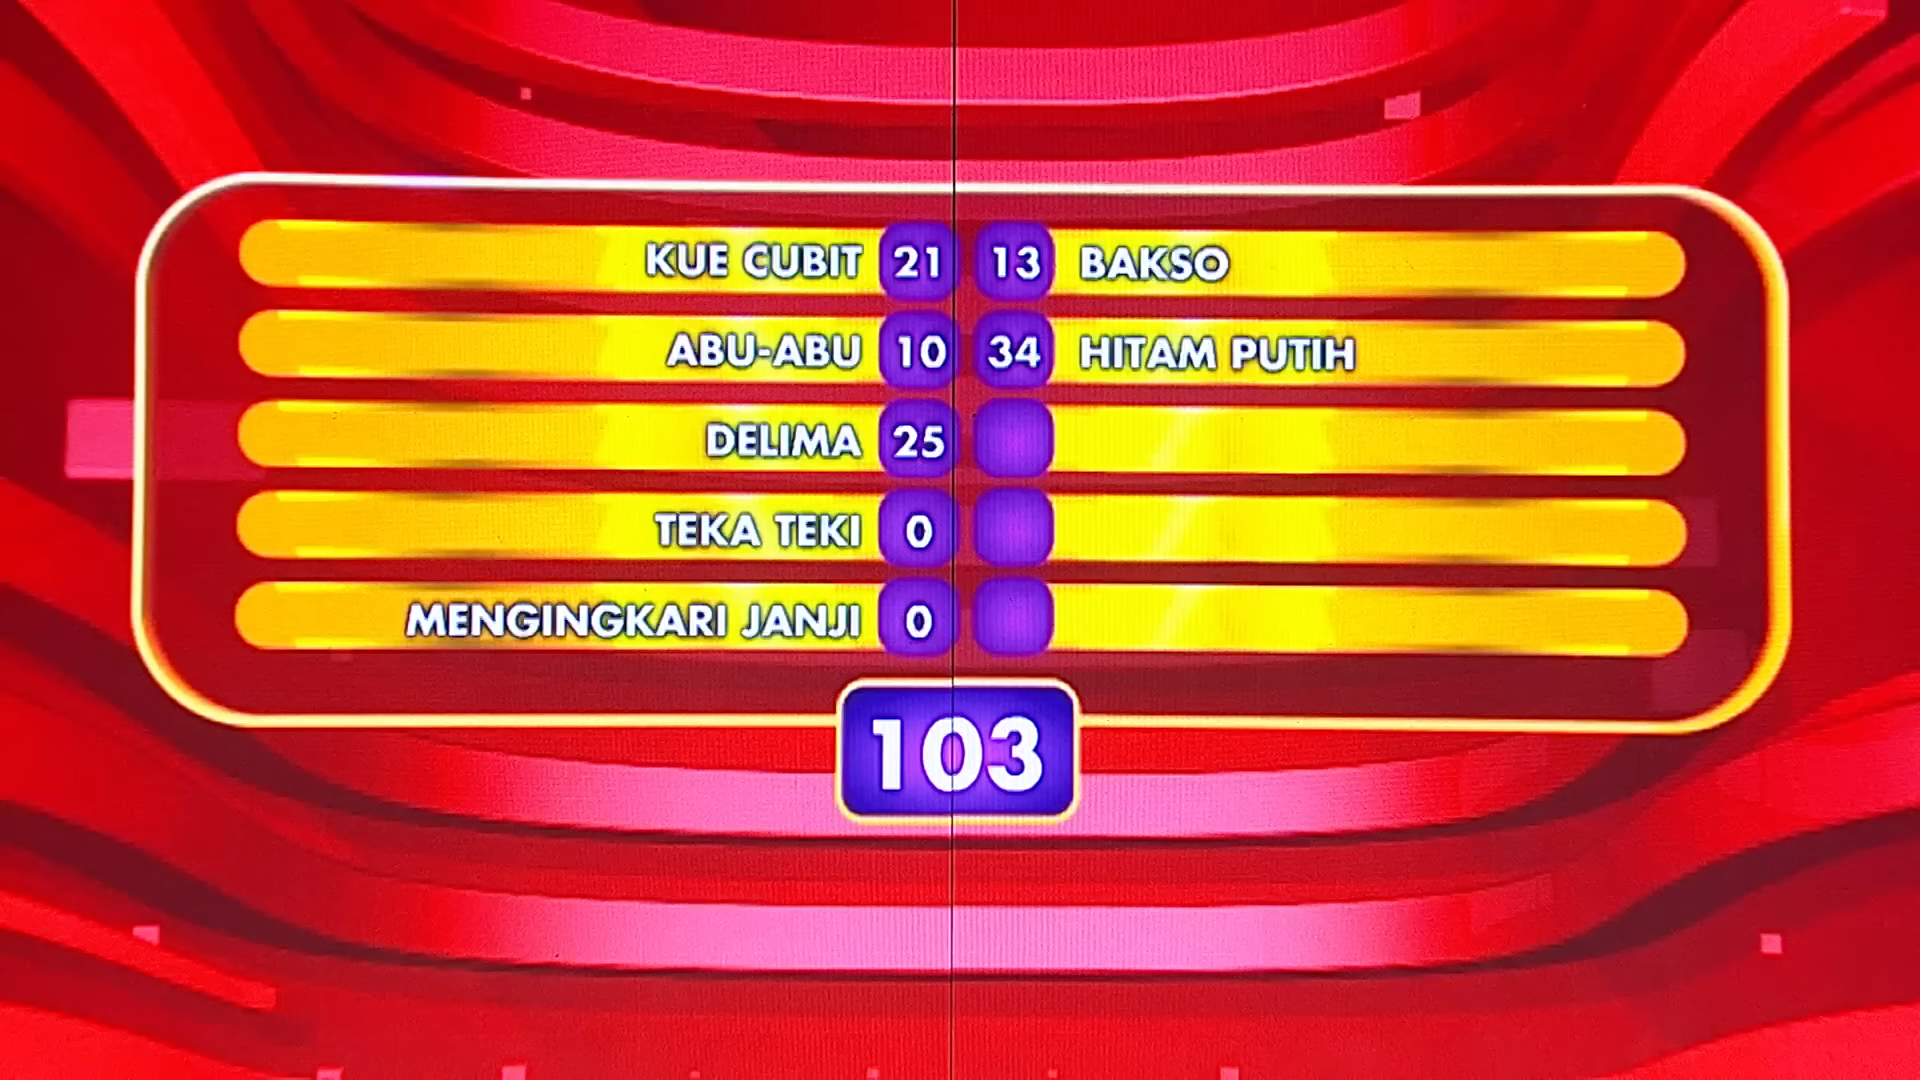 KUE CUBIT 21 13 BAKSO
ABU-ABU 10 34 HITAM PUTIH
DELIMA 25
TEKA TEKI 0
MENGINGKARI JANJI 0
103